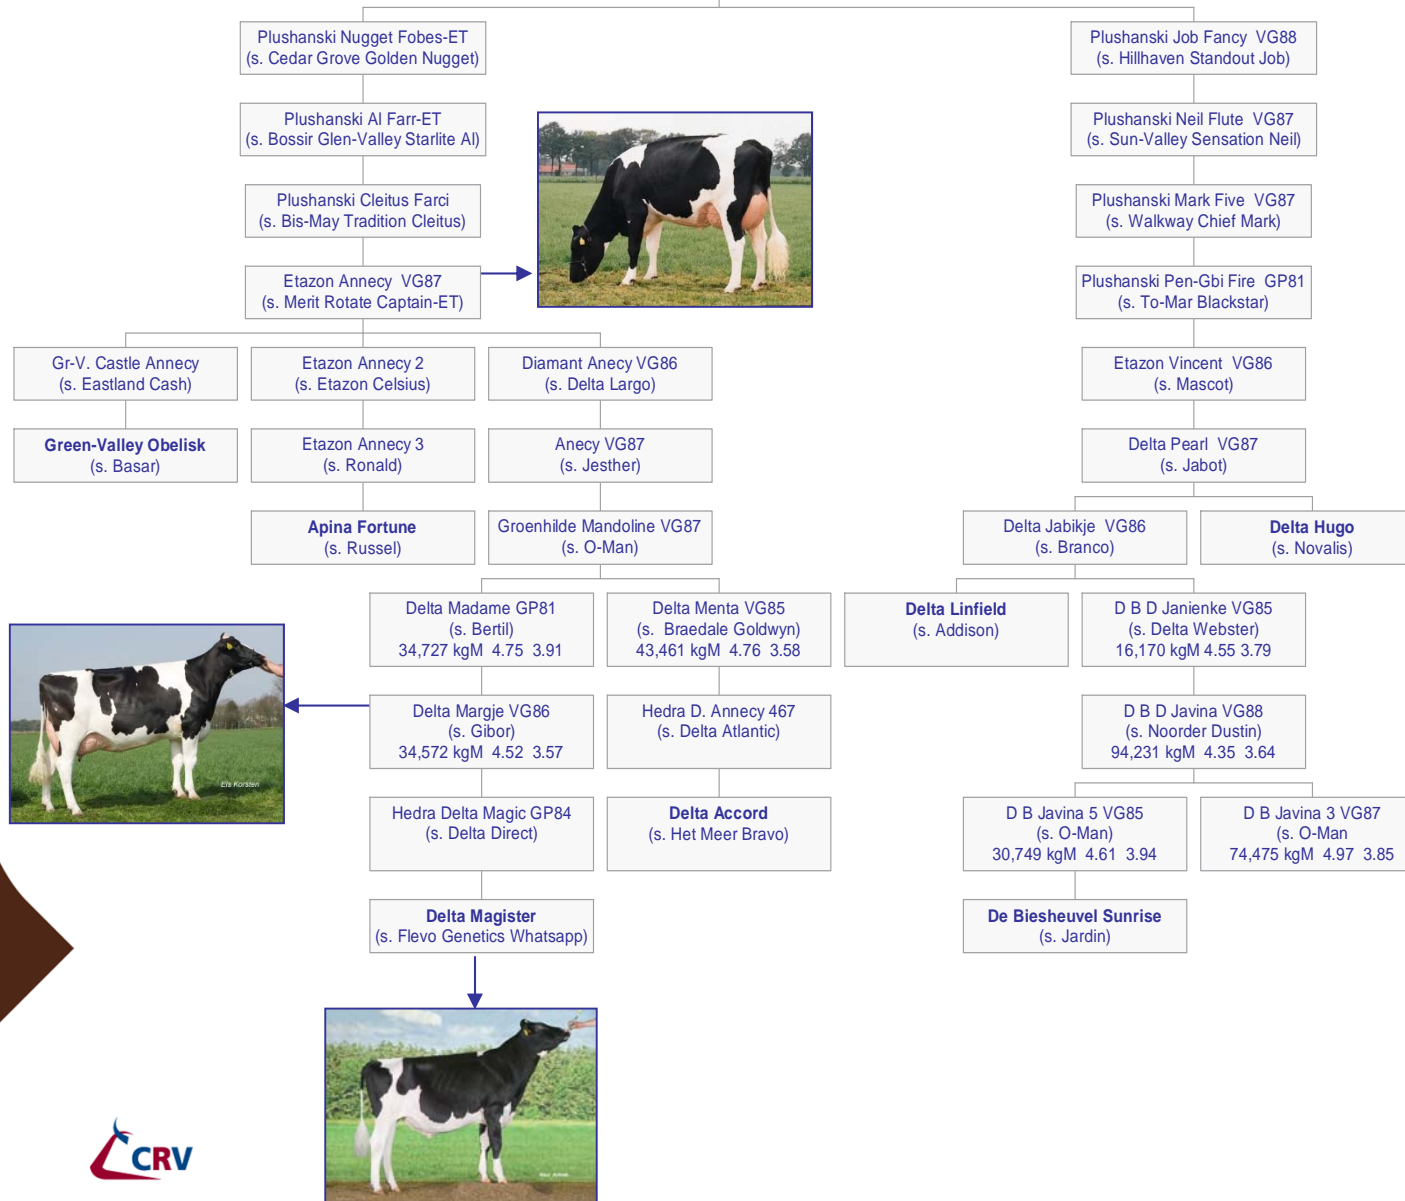 Plushanski Nugget Fobes-ET
(s. Cedar Grove Golden Nugget)
Plushanski Job Fancy  VG88
(s. Hillhaven Standout Job)
Plushanski Al Farr-ET
(s. Bossir Glen-Valley Starlite Al)
Plushanski Neil Flute  VG87
(s. Sun-Valley Sensation Neil)
Plushanski Cleitus Farci
(s. Bis-May Tradition Cleitus)
Plushanski Mark Five  VG87
(s. Walkway Chief Mark)
Etazon Annecy  VG87
(s. Merit Rotate Captain-ET)
Plushanski Pen-Gbi Fire  GP81
(s. To-Mar Blackstar)
Gr-V. Castle Annecy
(s. Eastland Cash)
Etazon Annecy 2
(s. Etazon Celsius)
Diamant Anecy VG86
(s. Delta Largo)
Etazon Vincent  VG86
(s. Mascot)
Green-Valley Obelisk
(s. Basar)
Etazon Annecy 3
(s. Ronald)
Anecy VG87
(s. Jesther)
Delta Pearl  VG87
(s. Jabot)
Apina Fortune
(s. Russel)
Groenhilde Mandoline VG87
(s. O-Man)
Delta Jabikje  VG86
(s. Branco)
Delta Hugo
(s. Novalis)
Delta Madame GP81
(s. Bertil)
34,727 kgM  4.75  3.91
Delta Menta VG85
(s.  Braedale Goldwyn)
43,461 kgM  4.76  3.58
Delta Linfield
(s. Addison)
D B D Janienke VG85
(s. Delta Webster)
16,170 kgM 4.55 3.79
Delta Margje VG86
(s. Gibor)
34,572 kgM  4.52  3.57
Hedra D. Annecy 467
(s. Delta Atlantic)
D B D Javina VG88
(s. Noorder Dustin)
94,231 kgM  4.35  3.64
Els Korsten
Hedra Delta Magic GP84
(s. Delta Direct)
Delta Accord
(s. Het Meer Bravo)
D B Javina 5 VG85
(s. O-Man)
30,749 kgM  4.61  3.94
D B Javina 3 VG87
(s. O-Man
74,475 kgM  4.97  3.85
Delta Magister
(s. Flevo Genetics Whatsapp)
De Biesheuvel Sunrise
(s. Jardin)
CRV